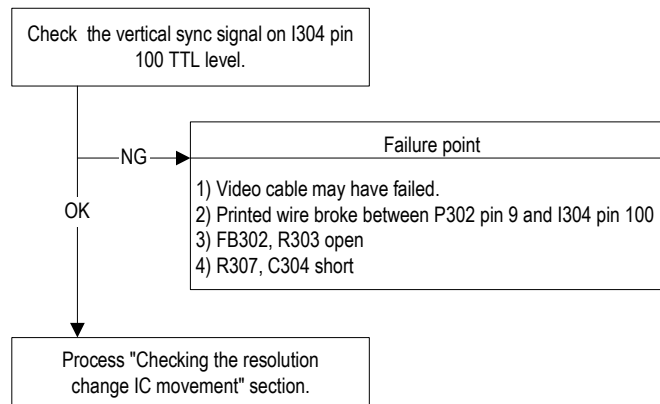 Check the vertical sync signal on I304 pin
100 TTL level.
NG
Failure point
1) Video cable may have failed.
2) Printed wire broke between P302 pin 9 and I304 pin 100
3) FB302, R303 open
4) R307, C304 short
OK
Process "Checking the resolution
change IC movement" section.